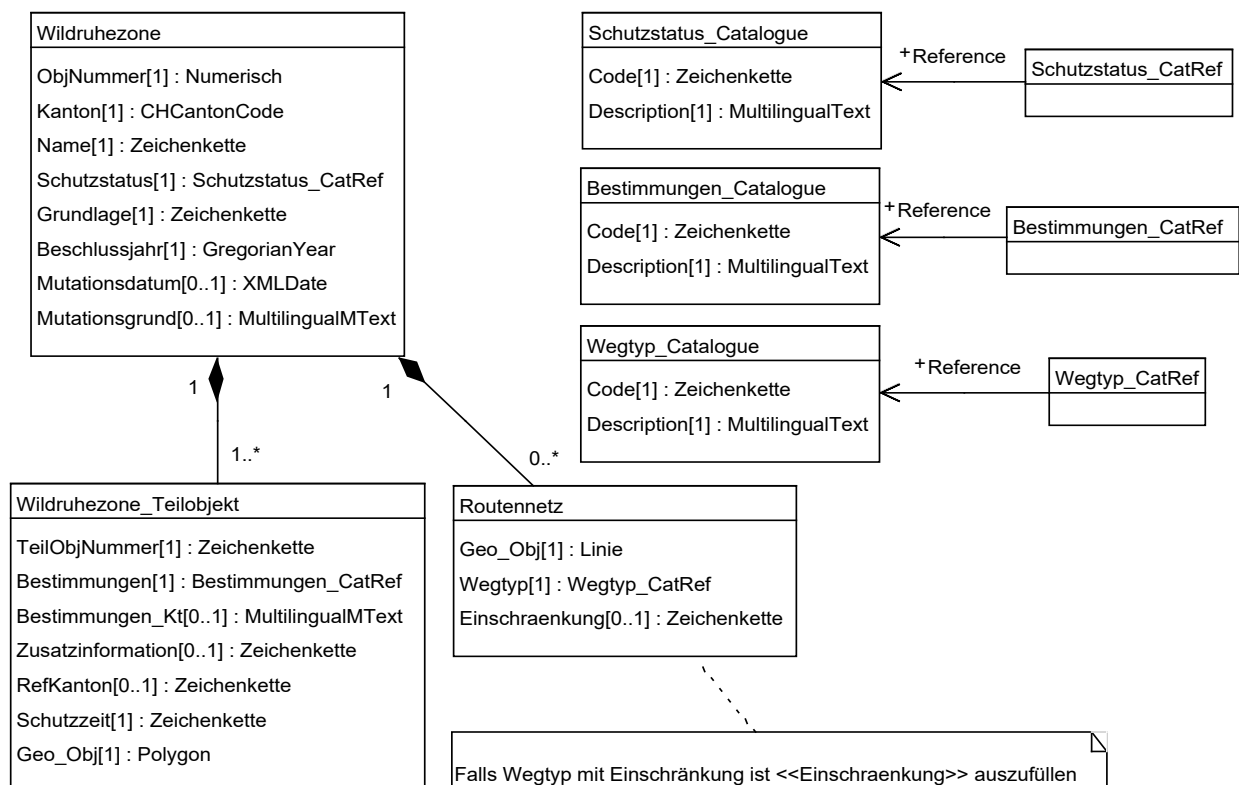 Wildruhezone
ObjNummer[1] : Numerisch
Kanton[1] : CHCantonCode
Name[1] : Zeichenkette
Schutzstatus[1] : Schutzstatus_CatRef
Grundlage[1] : Zeichenkette
Beschlussjahr[1] : GregorianYear
Mutationsdatum[0..1] : XMLDate
Mutationsgrund[0..1] : MultilingualMText
1
1
1..*
0..*
Schutzstatus_Catalogue
Code[1] : Zeichenkette
Description[1] : MultilingualText
+Reference
Schutzstatus_CatRef
Bestimmungen_Catalogue
Code[1] : Zeichenkette
Description[1] : MultilingualText
+Reference
Bestimmungen_CatRef
Wegtyp_Catalogue
Code[1] : Zeichenkette
Description[1] : MultilingualText
+Reference
Wegtyp_CatRef
Wildruhezone_Teilobjekt
TeilObjNummer[1] : Zeichenkette
Bestimmungen[1] : Bestimmungen_CatRef
Bestimmungen_Kt[0..1] : MultilingualMText
Zusatzinformation[0..1] : Zeichenkette
RefKanton[0..1] : Zeichenkette
Schutzzeit[1] : Zeichenkette
Geo_Obj[1] : Polygon
Routennetz
Geo_Obj[1] : Linie
Wegtyp[1] : Wegtyp_CatRef
Einschraenkung[0..1] : Zeichenkette
Falls Wegtyp mit Einschränkung ist <<Einschraenkung>> auszufüllen